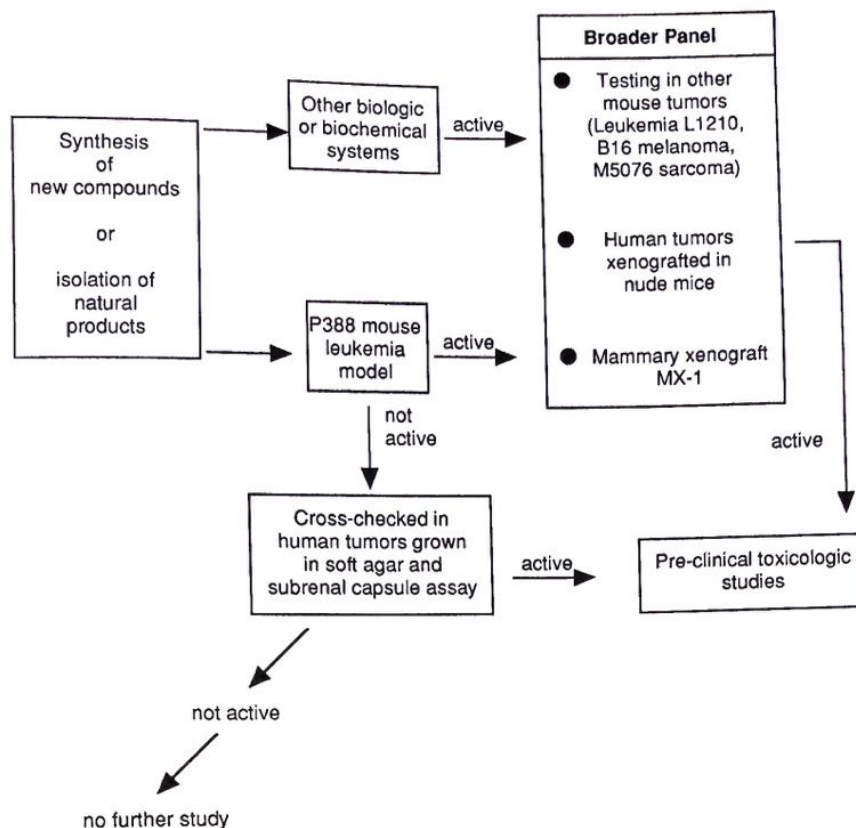 Synthesis
of
new compounds
or
isolation of
natural
products
Other biologic
or biochemical
systems
active
P388 mouse
leukemia
model
active
Broader Panel
Testing in other
mouse tumors
(Leukemia L1210,
B16 melanoma,
M5076 sarcoma)
Human tumors
xenografted in
nude mice
Mammary xenograft
MX-1
not
active
active
Cross-checked in
human tumors grown
in soft agar and
subrenal capsule assay
active
Pre-clinical toxicologic
studies
not active
no further study